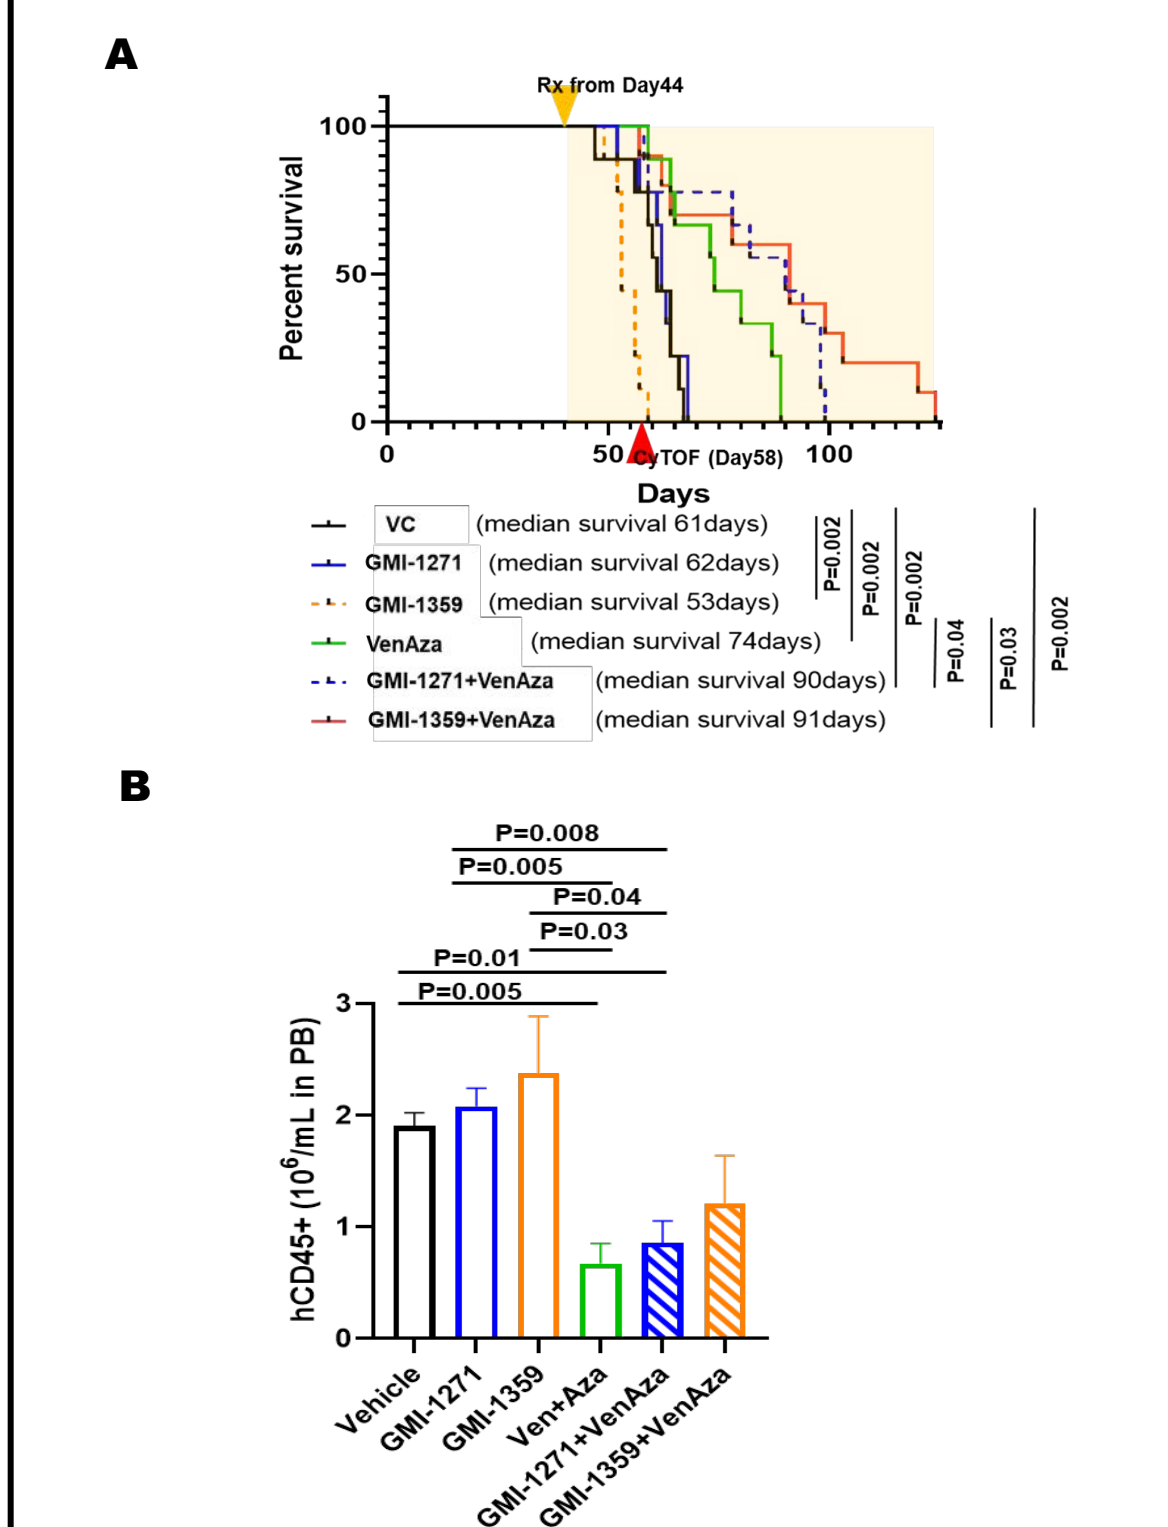 A
Rx from Day44
Percent survival
100
50
0
0
50
100
CyTOF (Day58)
Days
VC (median survival 61days)
GMI-1271 (median survival 62days)
GMI-1359 (median survival 53days)
VenAza (median survival 74days)
GMI-1271+VenAza (median survival 90days)
GMI-1359+VenAza (median survival 91days)
P=0.002
P=0.002
P=0.002
P=0.04
P=0.03
P=0.002
B
P=0.008
P=0.005
P=0.04
P=0.03
P=0.01
P=0.005
hCD45+ (10⁶/mL in PB)
3
2
1
0
Vehicle
GMI-1271
GMI-1359
Ven+Aza
GMI-1271+VenAza
GMI-1359+VenAza